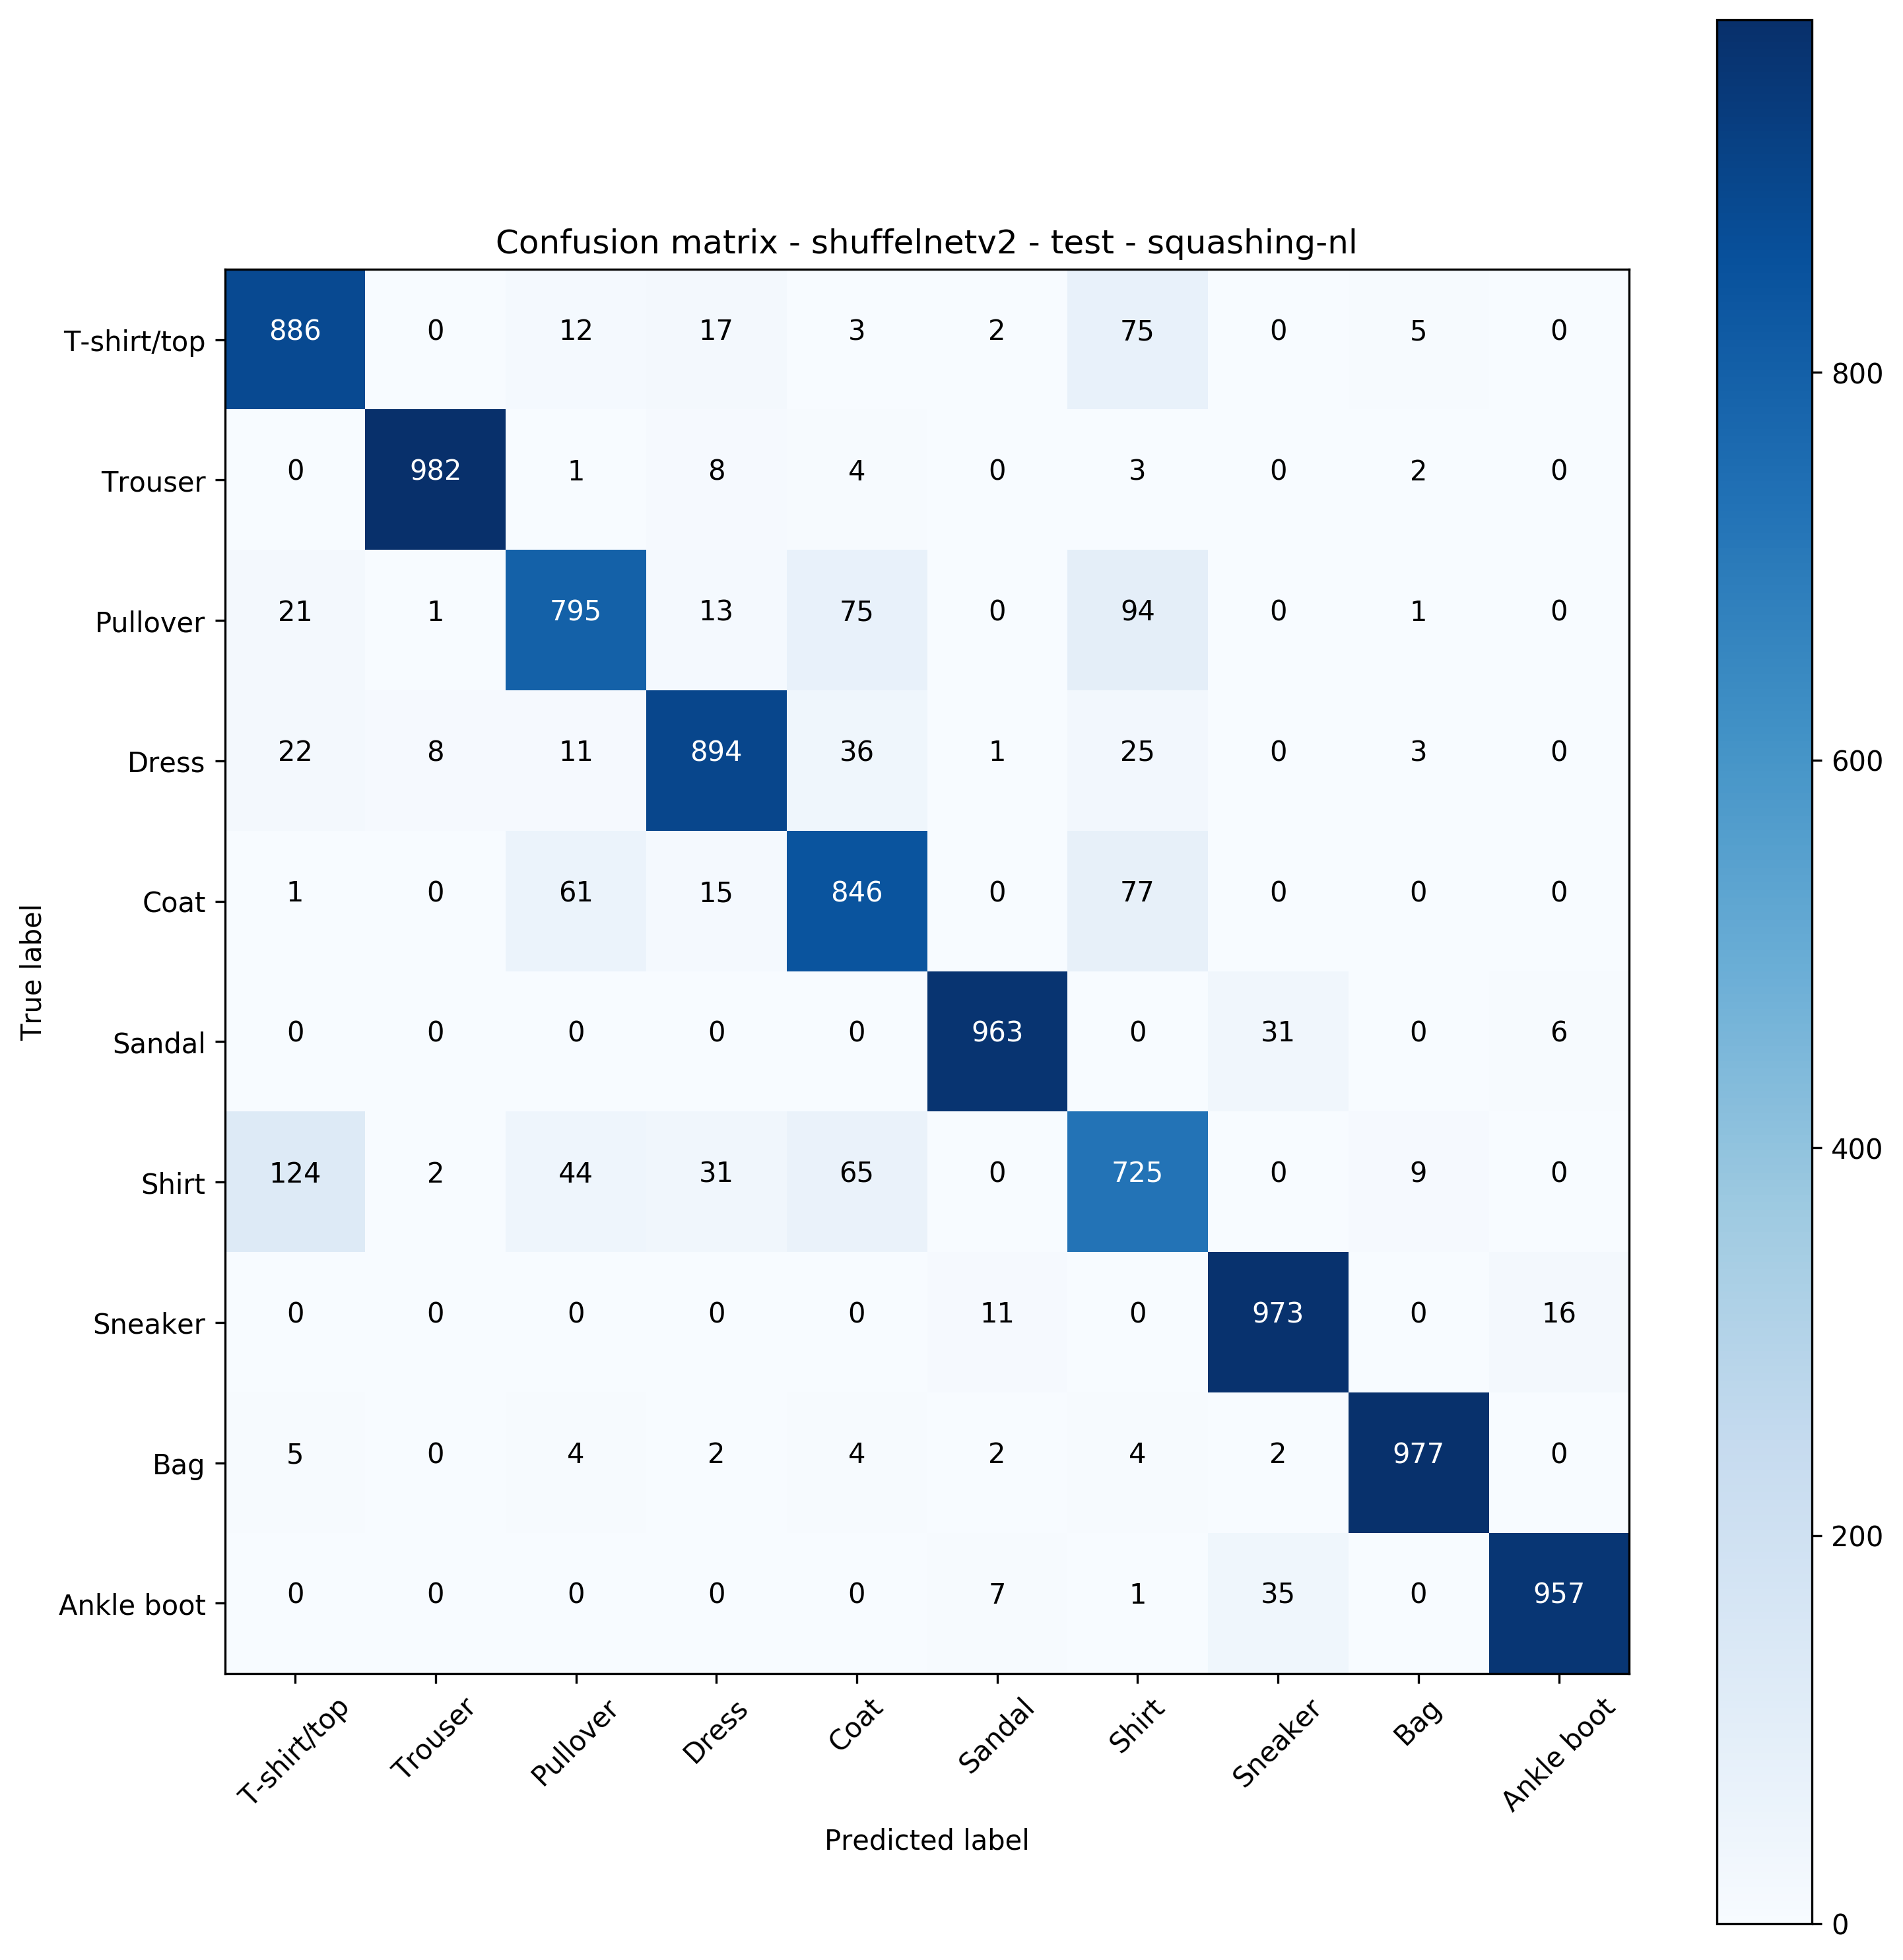 Confusion matrix - shuffelnetv2 - test - squashing-nl
True label
T-shirt/top 886 0 12 17 3 2 75 0 5 0
Trouser 0 982 1 8 4 0 3 0 2 0
Pullover 21 1 795 13 75 0 94 0 1 0
Dress 22 8 11 894 36 1 25 0 3 0
Coat 1 0 61 15 846 0 77 0 0 0
Sandal 0 0 0 0 0 963 0 31 0 6
Shirt 124 2 44 31 65 0 725 0 9 0
Sneaker 0 0 0 0 0 11 0 973 0 16
Bag 5 0 4 2 4 2 4 2 977 0
Ankle boot 0 0 0 0 0 7 1 35 0 957
T-shirt/top Trouser Pullover Dress Coat Sandal Shirt Sneaker Bag Ankle boot
Predicted label
800
600
400
200
0